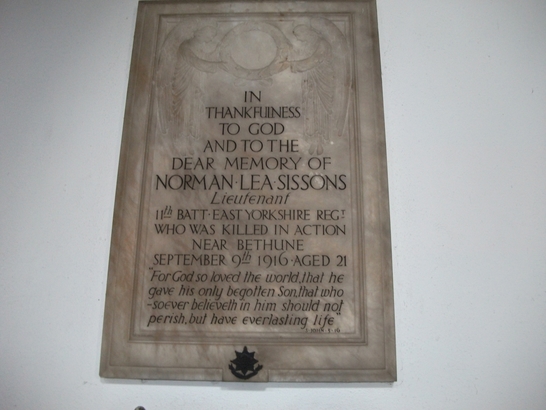 IN
THANKFULNESS
TO GOD
AND TO THE
DEAR MEMORY OF
NORMAN·LEA·SISSONS
Lieutenant
11th BATT·EAST YORKSHIRE REGT
WHO WAS KILLED IN ACTION
NEAR BETHUNE
SEPTEMBER 9th 1916·AGED 21
"For God so loved the world, that he
gave his only begotten Son, that who
-soever believeth in him should not
perish, but have everlasting life"